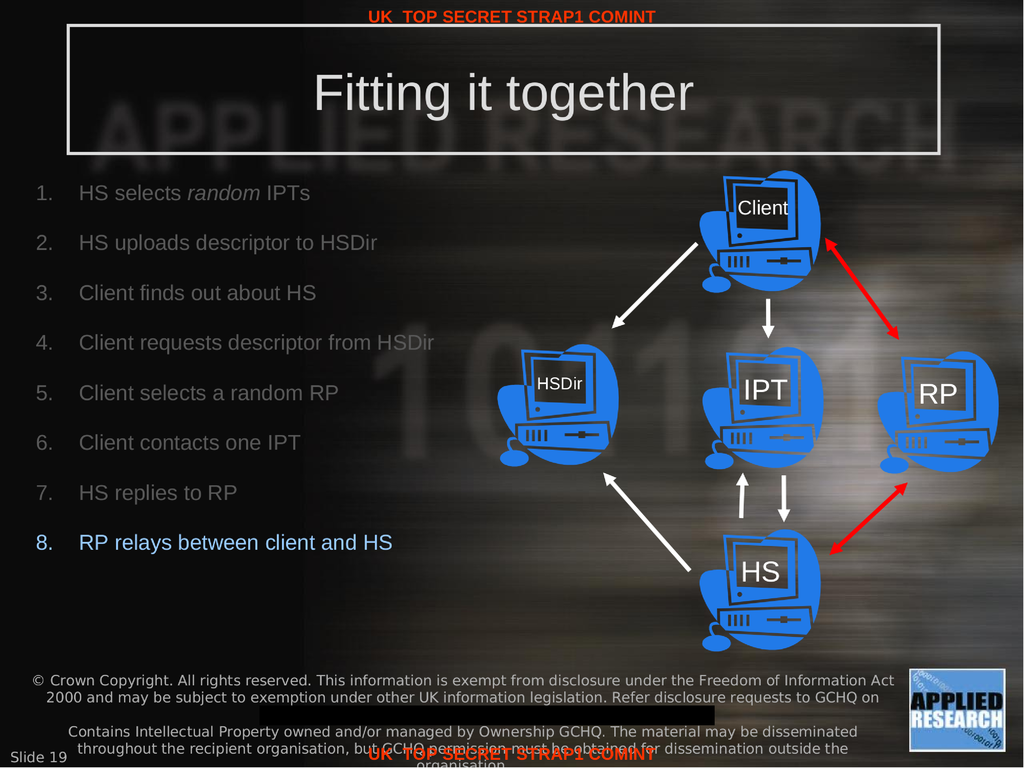 UK TOP SECRET STRAP1 COMINT
Fitting it together
APPLIED RESEARCH
1. HS selects random IPTs
2. HS uploads descriptor to HSDir
3. Client finds out about HS
4. Client requests descriptor from HSDir
5. Client selects a random RP
6. Client contacts one IPT
7. HS replies to RP
8. RP relays between client and HS
Client
HSDir
IPT
RP
HS
© Crown Copyright. All rights reserved. This information is exempt from disclosure under the Freedom of Information Act
2000 and may be subject to exemption under other UK information legislation. Refer disclosure requests to GCHQ on
Contains Intellectual Property owned and/or managed by Ownership GCHQ. The material may be disseminated
throughout the recipient organisation, but GCHQ permission must be obtained for dissemination outside the
organisation
UK TOP SECRET STRAP1 COMINT
Slide 19
APPLIED
RESEARCH